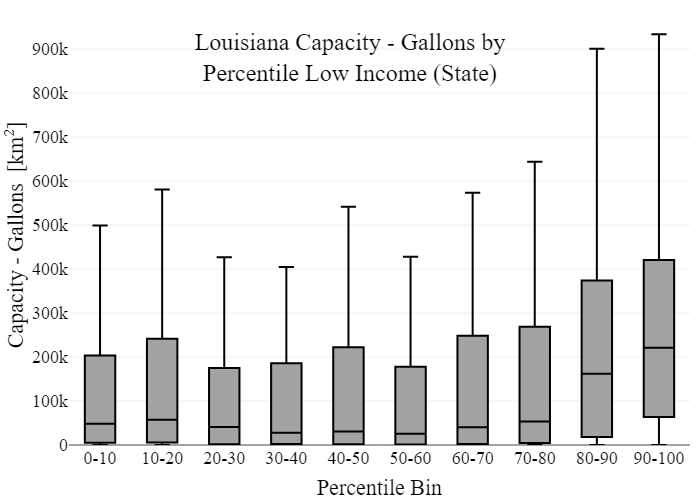 Louisiana Capacity - Gallons by
Percentile Low Income (State)
Capacity - Gallons [km²]
900k
800k
700k
600k
500k
400k
300k
200k
100k
0
0-10 10-20 20-30 30-40 40-50 50-60 60-70 70-80 80-90 90-100
Percentile Bin